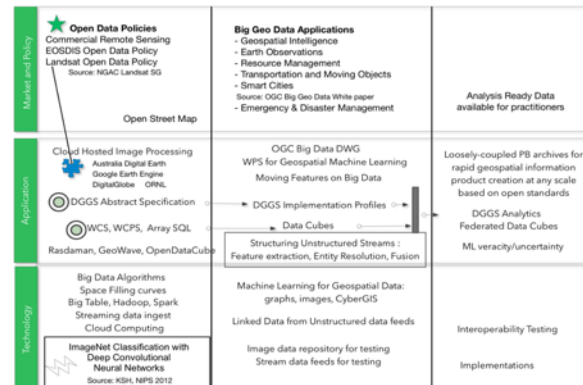 Market and Policy
Open Data Policies
Commercial Remote Sensing
EOSDIS Open Data Policy
Landsat Open Data Policy
Source: NGAC Landsat SG
Open Street Map
Big Geo Data Applications
- Geospatial Intelligence
- Earth Observations
- Resource Management
- Transportation and Moving Objects
- Smart Cities
Source: OGC Big Geo Data White paper
- Emergency & Disaster Management
Analysis Ready Data
available for practitioners
Application
Cloud Hosted Image Processing
Australia Digital Earth
Google Earth Engine
DigitalGlobe ORNL
DGGS Abstract Specification
WCS, WCPS, Array SQL
Rasdaman, GeoWave, OpenDataCube
OGC Big Data DWG
WPS for Geospatial Machine Learning
Moving Features on Big Data
DGGS Implementation Profiles
Data Cubes
Structuring Unstructured Streams :
Feature extraction, Entity Resolution, Fusion
Loosely-coupled PB archives for
rapid geospatial information
product creation at any scale
based on open standards
DGGS Analytics
Federated Data Cubes
ML veracity/uncertainty
Technology
Big Data Algorithms
Space Filling curves
Big Table, Hadoop, Spark
Streaming data ingest
Cloud Computing
ImageNet Classification with
Deep Convolutional
Neural Networks
Source: KSH, NIPS 2012
Machine Learning for Geospatial Data:
graphs, images, CyberGIS
Linked Data from Unstructured data feeds
Image data repository for testing
Stream data feeds for testing
Interoperability Testing
Implementations